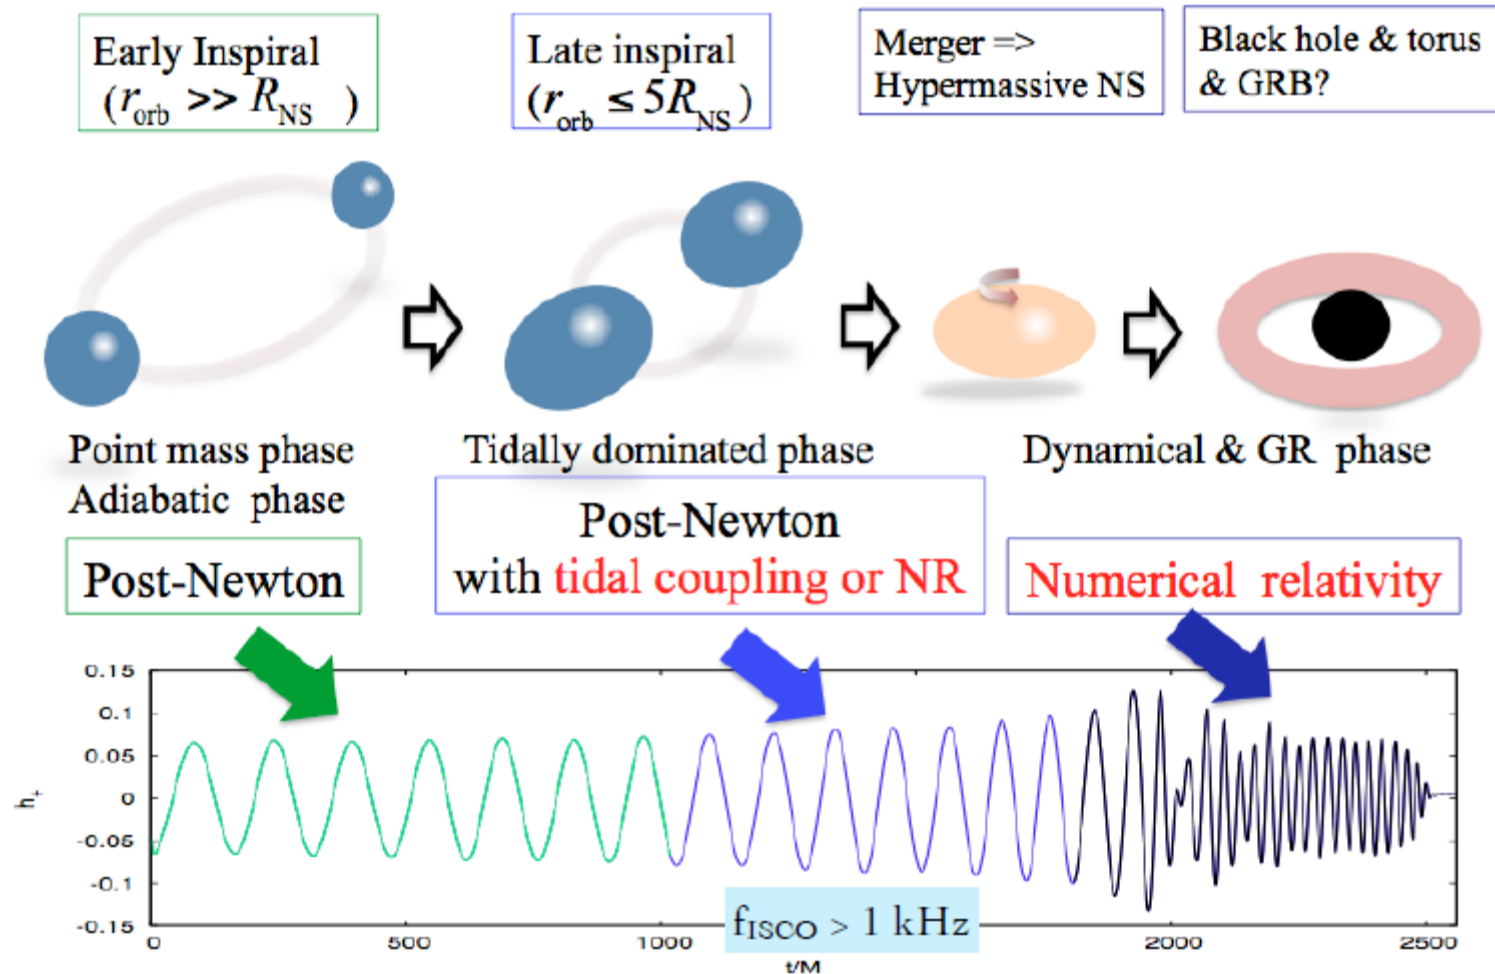 Early Inspiral
(r_orb >> R_NS )
Late inspiral
(r_orb ≤ 5R_NS)
Merger =>
Hypermassive NS
Black hole & torus
& GRB?
Point mass phase
Adiabatic phase
Tidally dominated phase
Dynamical & GR phase
Post-Newton
Post-Newton
with tidal coupling or NR
Numerical relativity
0.15
0.1
0.05
0
-0.05
-0.1
-0.15
h+
fISCO > 1 kHz
0
500
1000
2000
2500
t/M